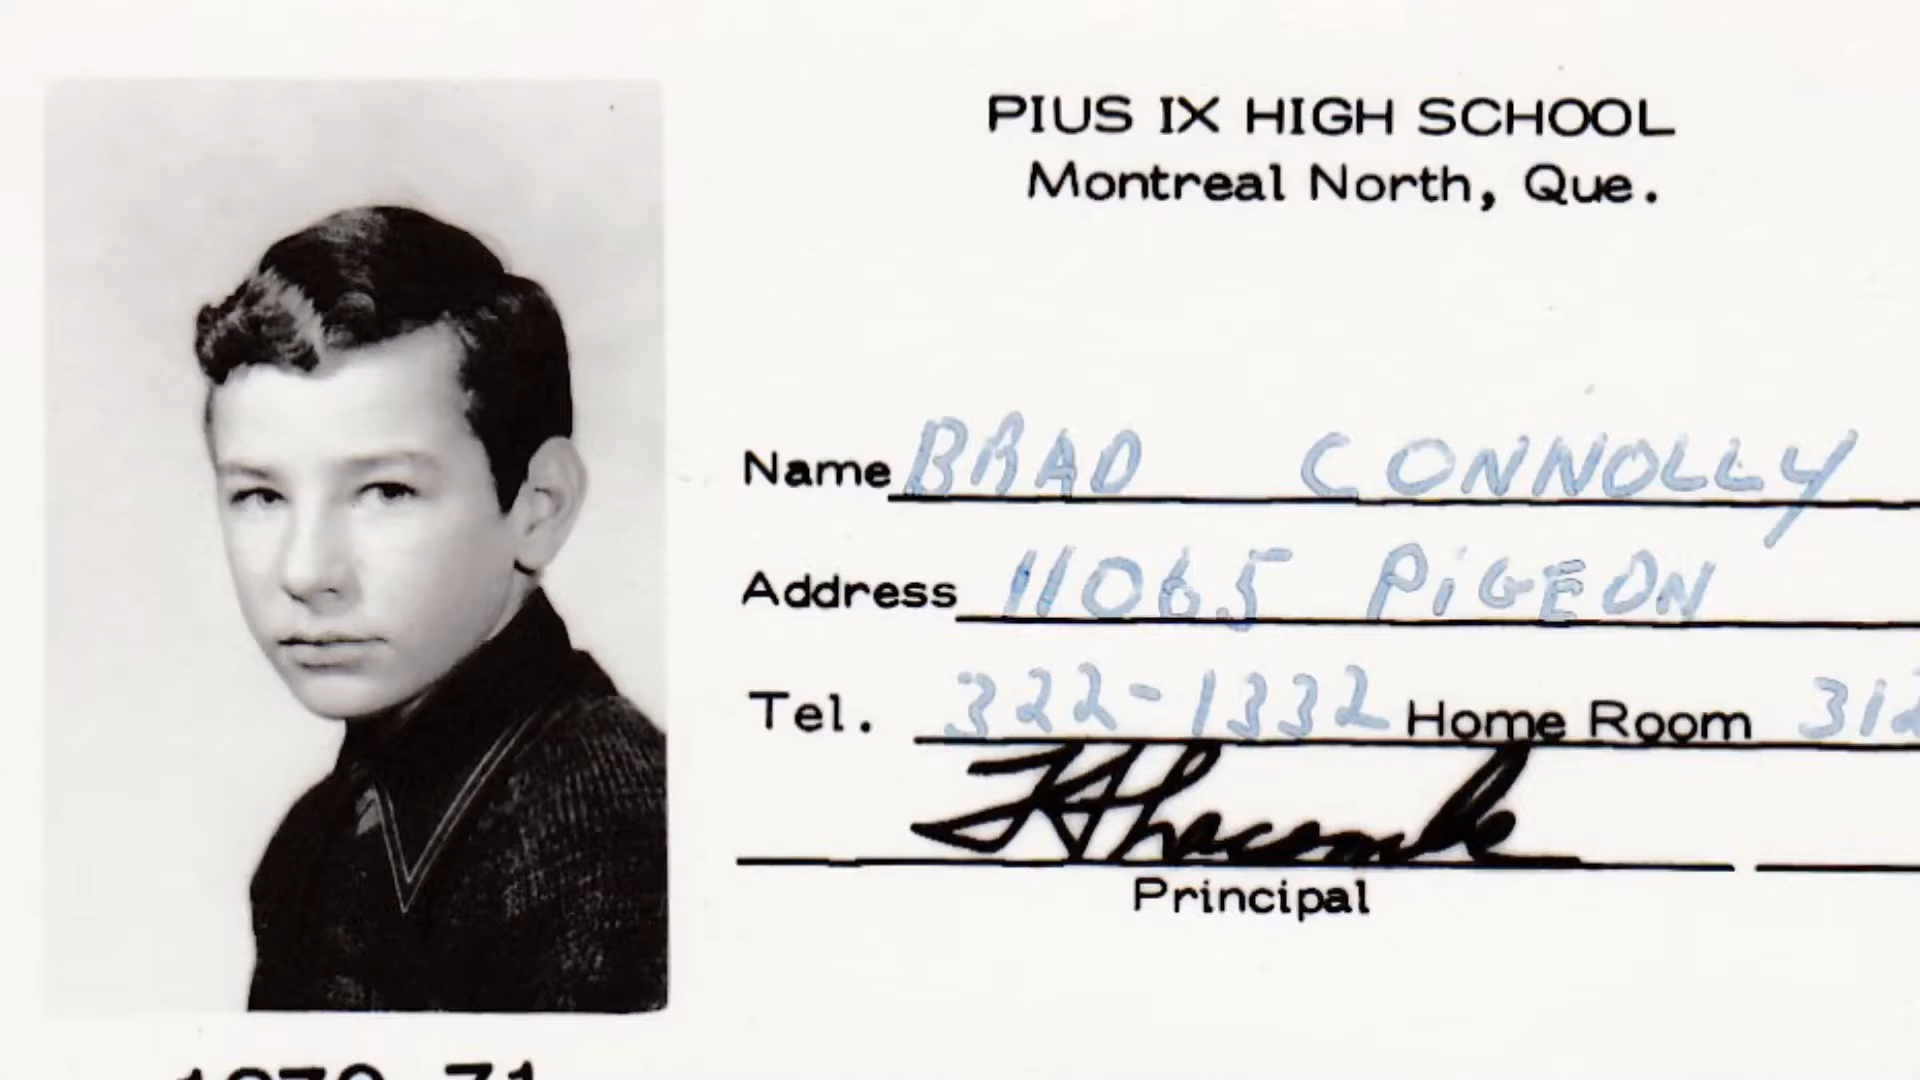 PIUS IX HIGH SCHOOL
Montreal North, Que.
Name BRAD CONNOLLY
Address 11065 PiGEON
Tel. 322-1332 Home Room 312
Principal